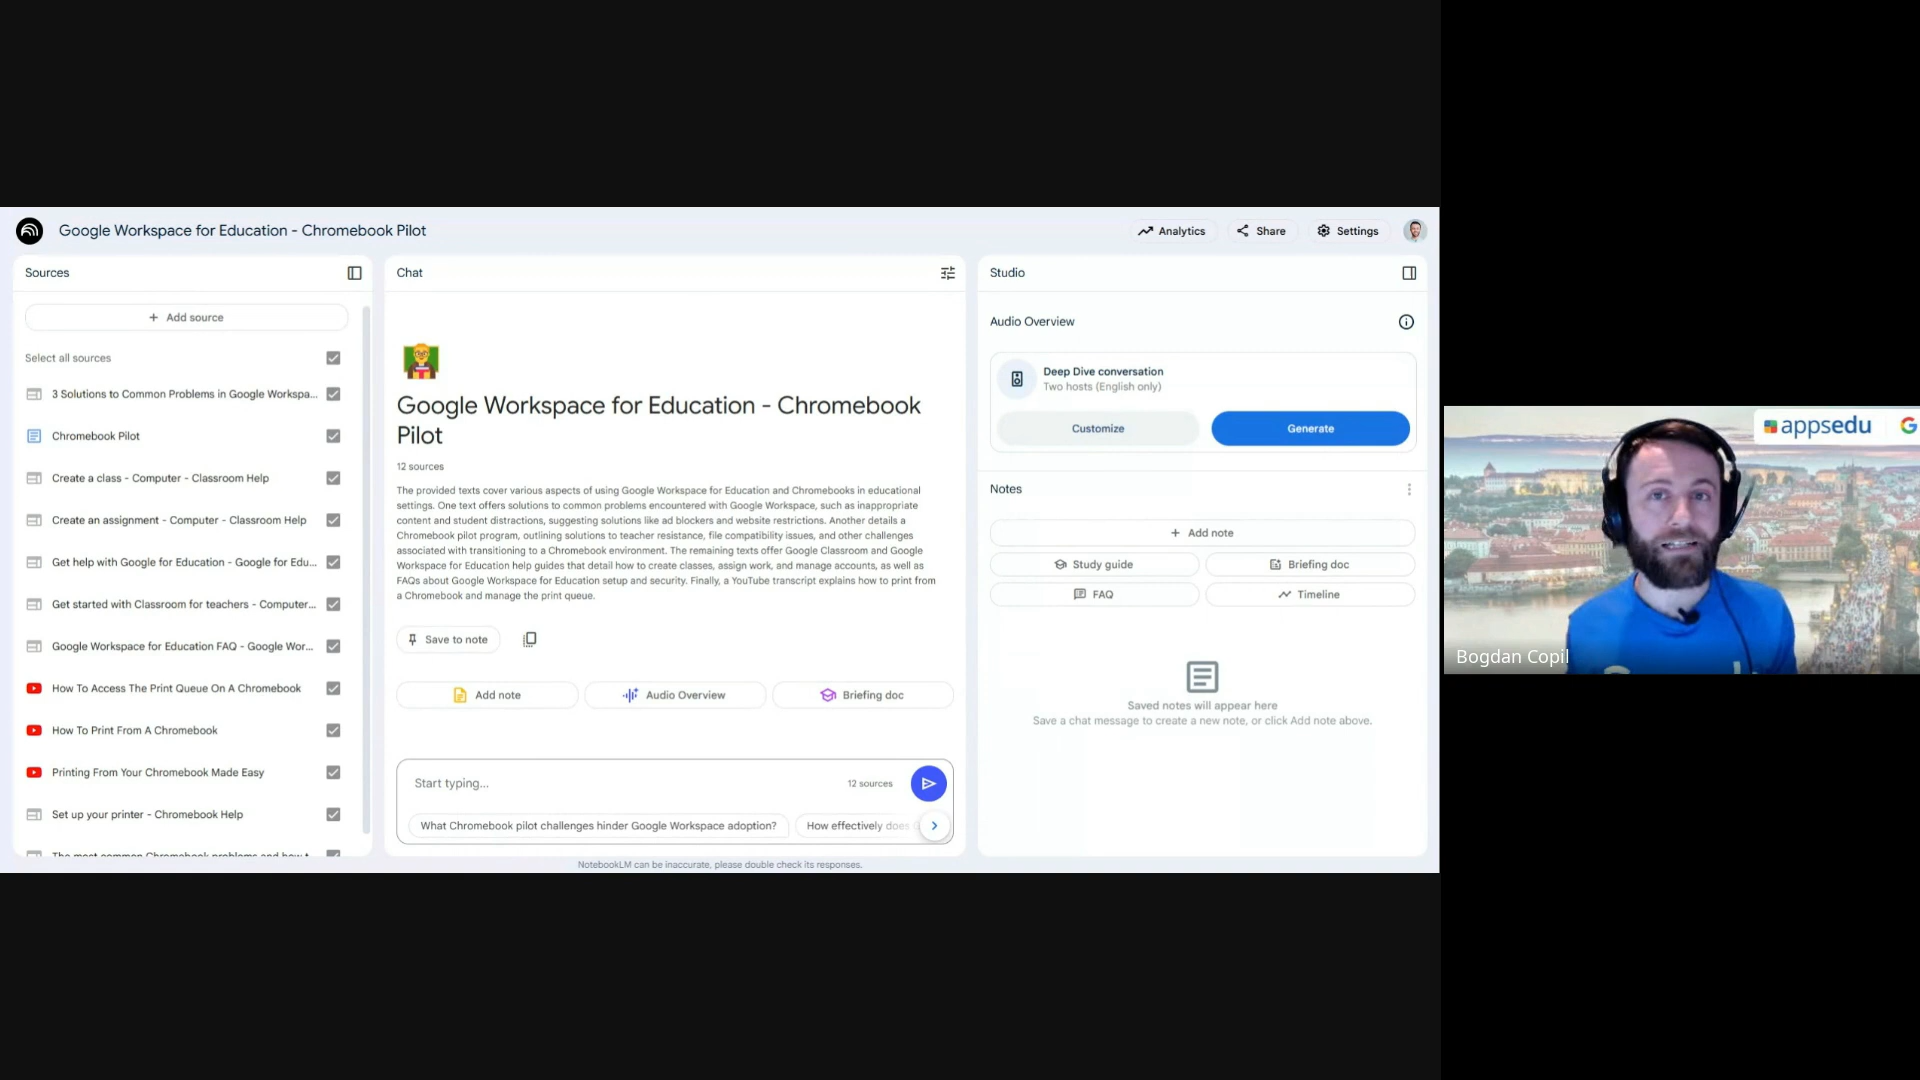 Google Workspace for Education - Chromebook Pilot
Analytics
Share
Settings
Sources
Add source
Select all sources
3 Solutions to Common Problems in Google Workspa...
Chromebook Pilot
Create a class - Computer - Classroom Help
Create an assignment - Computer - Classroom Help
Get help with Google for Education - Google for Edu...
Get started with Classroom for teachers - Computer...
Google Workspace for Education FAQ - Google Wor...
How To Access The Print Queue On A Chromebook
How To Print From A Chromebook
Printing From Your Chromebook Made Easy
Set up your printer - Chromebook Help
The most common Chromebook problems and how t
Chat
Google Workspace for Education - Chromebook
Pilot
12 sources
The provided texts cover various aspects of using Google Workspace for Education and Chromebooks in educational
settings. One text offers solutions to common problems encountered with Google Workspace, such as inappropriate
content and student distractions, suggesting solutions like ad blockers and website restrictions. Another details a
Chromebook pilot program, outlining solutions to teacher resistance, file compatibility issues, and other challenges
associated with transitioning to a Chromebook environment. The remaining texts offer Google Classroom and Google
Workspace for Education help guides that detail how to create classes, assign work, and manage accounts, as well as
FAQs about Google Workspace for Education setup and security. Finally, a YouTube transcript explains how to print from
a Chromebook and manage the print queue.
Save to note
Add note
Audio Overview
Briefing doc
Start typing...
12 sources
What Chromebook pilot challenges hinder Google Workspace adoption?
How effectively does
NotebookLM can be inaccurate, please double check its responses.
Studio
Audio Overview
Deep Dive conversation
Two hosts (English only)
Customize
Generate
Notes
Add note
Study guide
Briefing doc
FAQ
Timeline
Saved notes will appear here
Save a chat message to create a new note, or click Add note above.
appsedu
G
Bogdan Copil